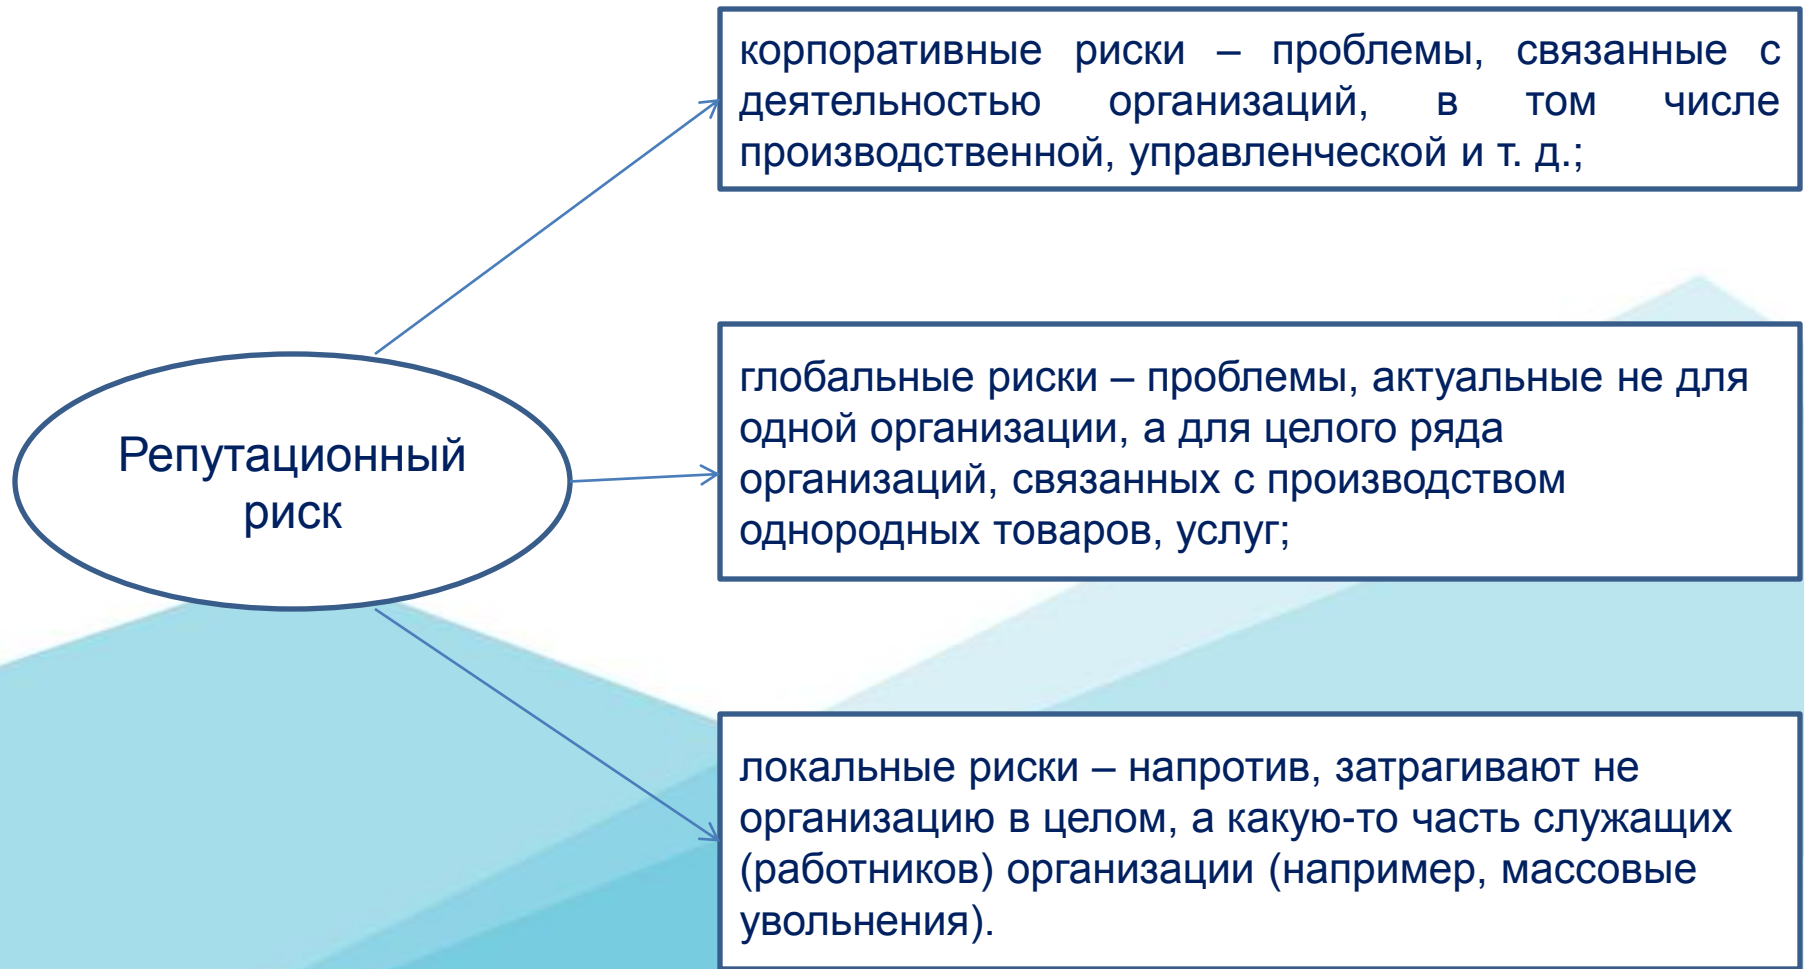 корпоративные риски – проблемы, связанные с
деятельностью организаций, в том числе
производственной, управленческой и т. д.;
Репутационный
риск
глобальные риски – проблемы, актуальные не для
одной организации, а для целого ряда
организаций, связанных с производством
однородных товаров, услуг;
локальные риски – напротив, затрагивают не
организацию в целом, а какую-то часть служащих
(работников) организации (например, массовые
увольнения).